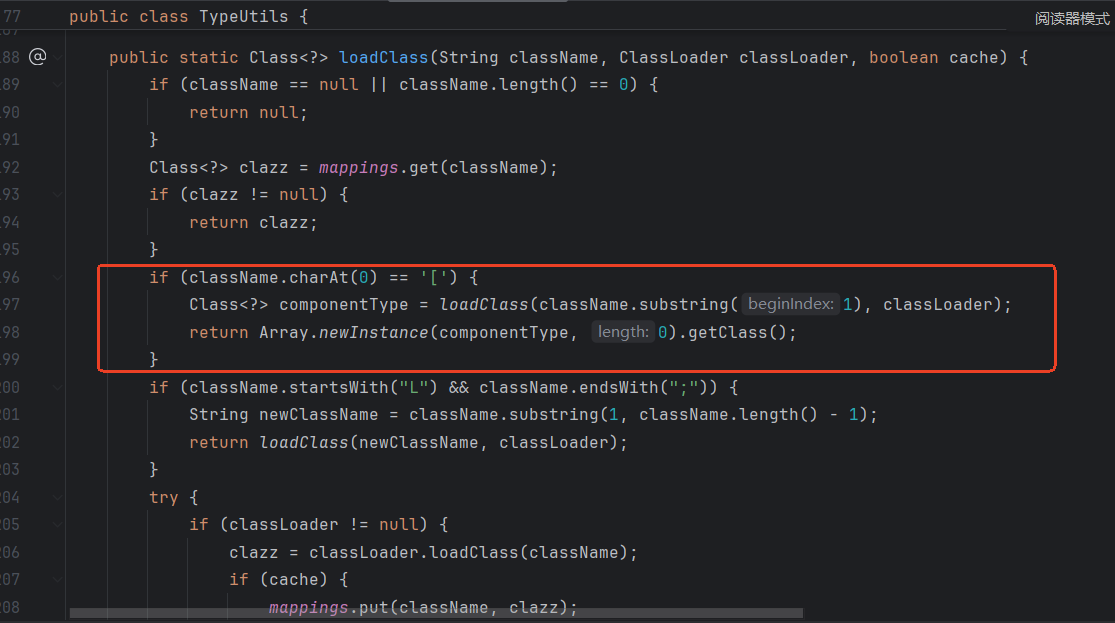 77 public class TypeUtils { 阅读器模式
88 @ public static Class<?> loadClass(String className, ClassLoader classLoader, boolean cache) {
89 if (className == null || className.length() == 0) {
90 return null;
91 }
92 Class<?> clazz = mappings.get(className);
93 if (clazz != null) {
94 return clazz;
95 }
96 if (className.charAt(0) == '[') {
97 Class<?> componentType = loadClass(className.substring( beginIndex: 1), classLoader);
98 return Array.newInstance(componentType, length: 0).getClass();
99 }
200 if (className.startsWith("L") && className.endsWith(";")) {
201 String newClassName = className.substring(1, className.length() - 1);
202 return loadClass(newClassName, classLoader);
203 }
204 try {
205 if (classLoader != null) {
206 clazz = classLoader.loadClass(className);
207 if (cache) {
208 mappings.put(className, clazz);